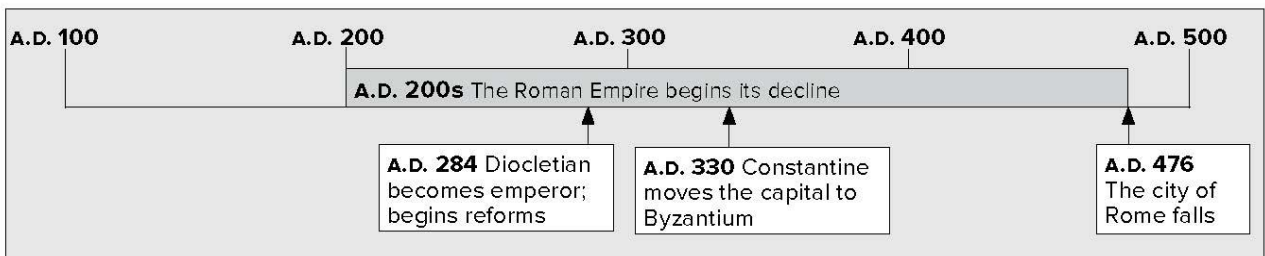 A.D. 100 A.D. 200 A.D. 300 A.D. 400 A.D. 500
A.D. 200s The Roman Empire begins its decline
A.D. 284 Diocletian
becomes emperor;
begins reforms
A.D. 330 Constantine
moves the capital to
Byzantium
A.D. 476
The city of
Rome falls